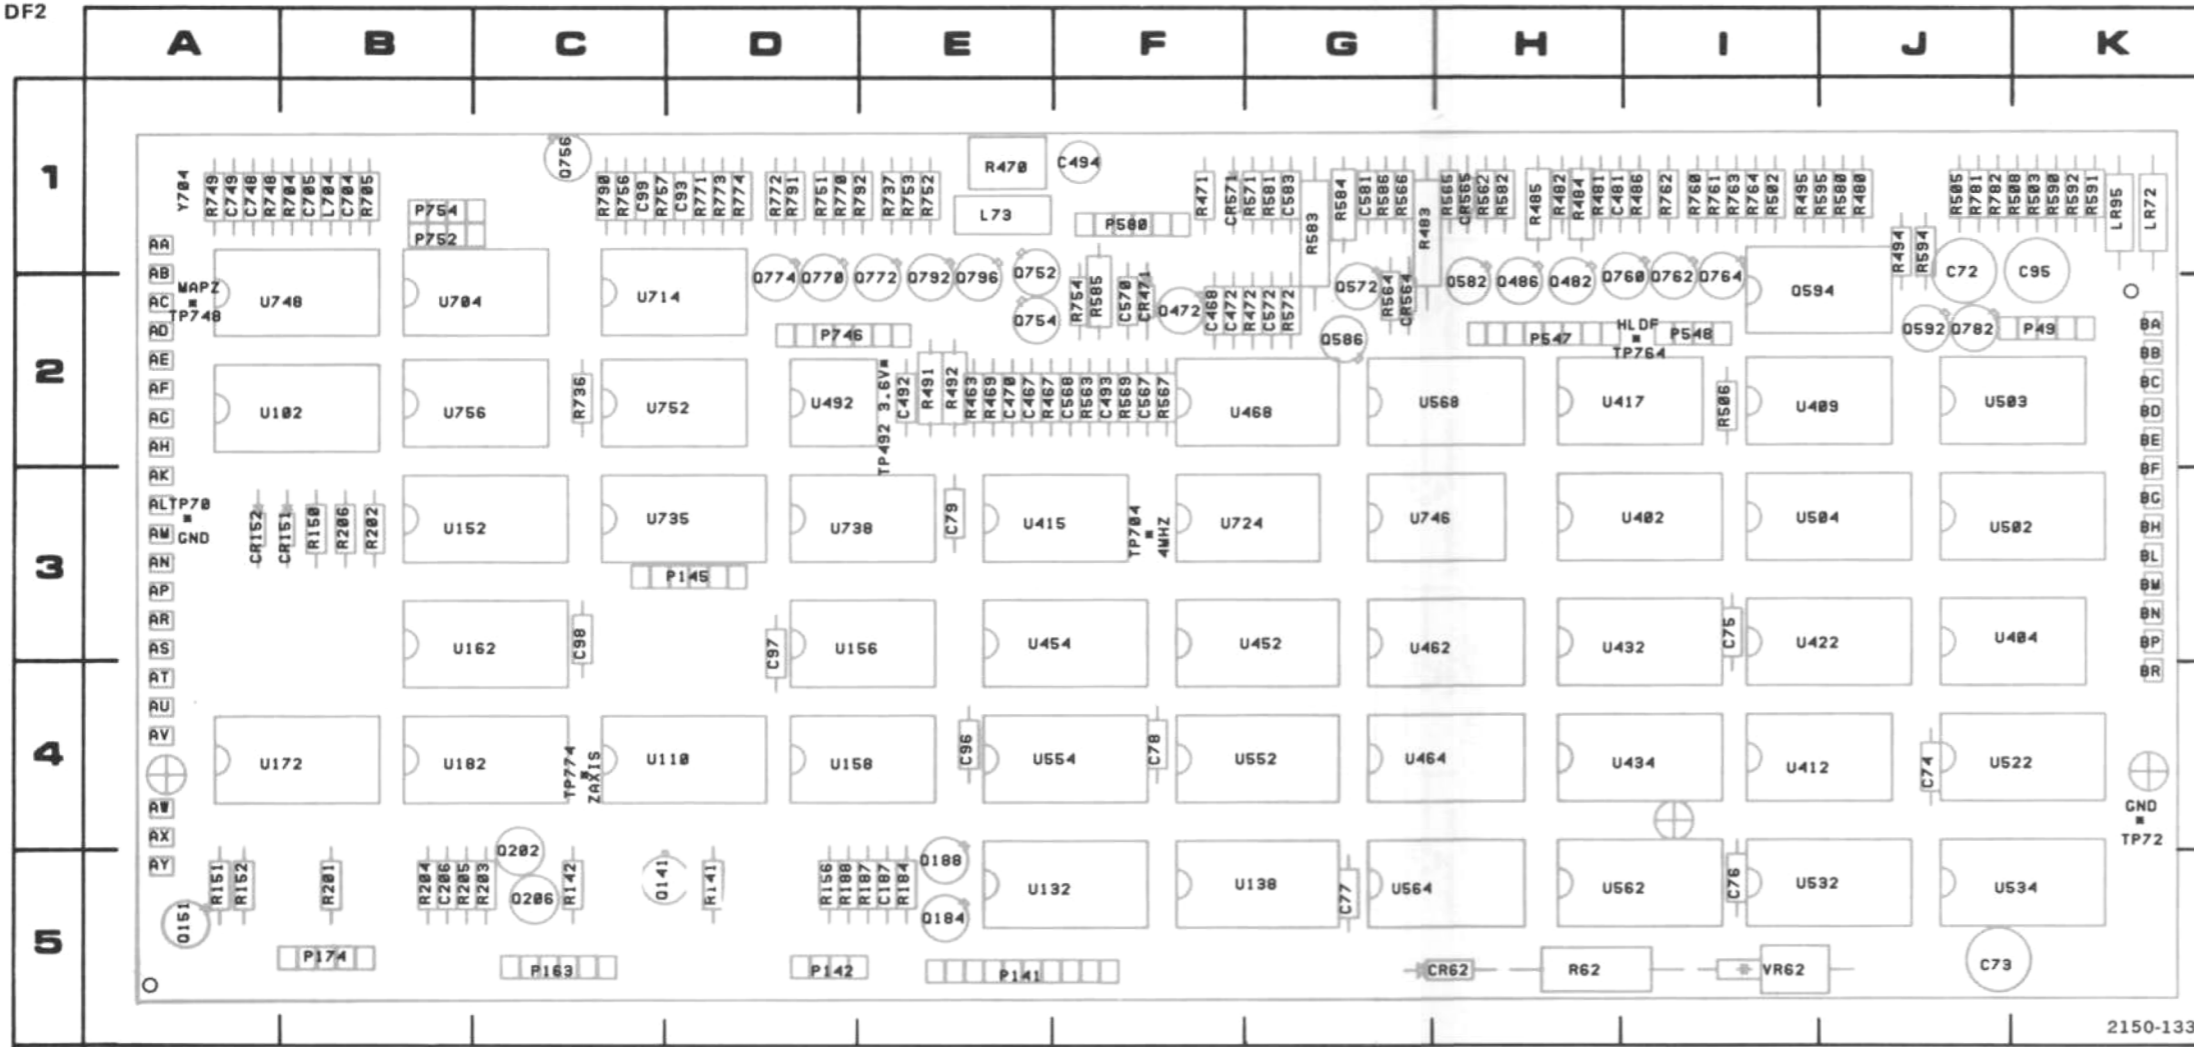 DF2
A B C D E F G H I J K
1
Y704 R749 C749 C748 R748 R704 C705 L704 C704 R705
P754
P752
Q756
R790 R756 C99 R757 C93 R771 R773 R774
R772 R791 R751 R770 R792 R737 R753 R752
R470
L73
C494
P580
R471 CR571 R571 R581 C583 R583 R584 C581 R586 R566 R483
R565 CR565 R562 R582 R485 R482 R484 R481 C481 R486
R762 R760 R761 R763 R764 R502 R495 R595 R580 R480
R505 R781 R782 R508 R503 R590 R592 R591 LR95 LR72
R494 R594
AA
AB
AC
AD
AE
AF
AG
AH
AK
AL
AM
AN
AP
AR
AS
AT
AU
AV
AW
AX
AY
2
MAPZ
TP748
U748 U704 U714
Q774 Q770 Q772 Q792 Q796 Q752
Q754
R754 R585 C570 CR471 Q472
C468 C472 R472 C572 R572
Q572 R564 CR564
Q586
Q582 Q486 Q482 Q760 Q762 Q764
Q594
C72 C95
Q592 Q782 P49
P746
P547
HLDF
TP764
P548
U102 U756 R736 U752 U492
TP492 3.6V
C492 R491 R492 R463 R469 C470 C467 R467 C568 R563 C493 R569 C567 R567
U468 U568 U417 R506 U409 U503
BA
BB
BC
BD
BE
BF
BG
BH
BL
BM
BN
BP
BR
3
TP70
GND
CR152 CR151 R150 R206 R202
U152 U735 U738 C79 U415
TP704
4MHZ
U724 U746 U402 U504 U502
P145
U162 C98 C97 U156 U454 U452 U462 U432 C75 U422 U404
4
U172 U182
TP774
ZAXIS
U110 U158 C96 U554 C78 U552 U464 U434 U412 C74 U522
GND
TP72
5
R151 R152 R201 R204 C206 R205 R203
Q202
Q206
R142 Q141 R141
R156 R188 R187 C187 R184
Q188
Q184
U132 U138 C77 U564 U562 C76 U532 U534
Q151
P174 P163 P142 P141 CR62 R62 VR62 C73
2150-133